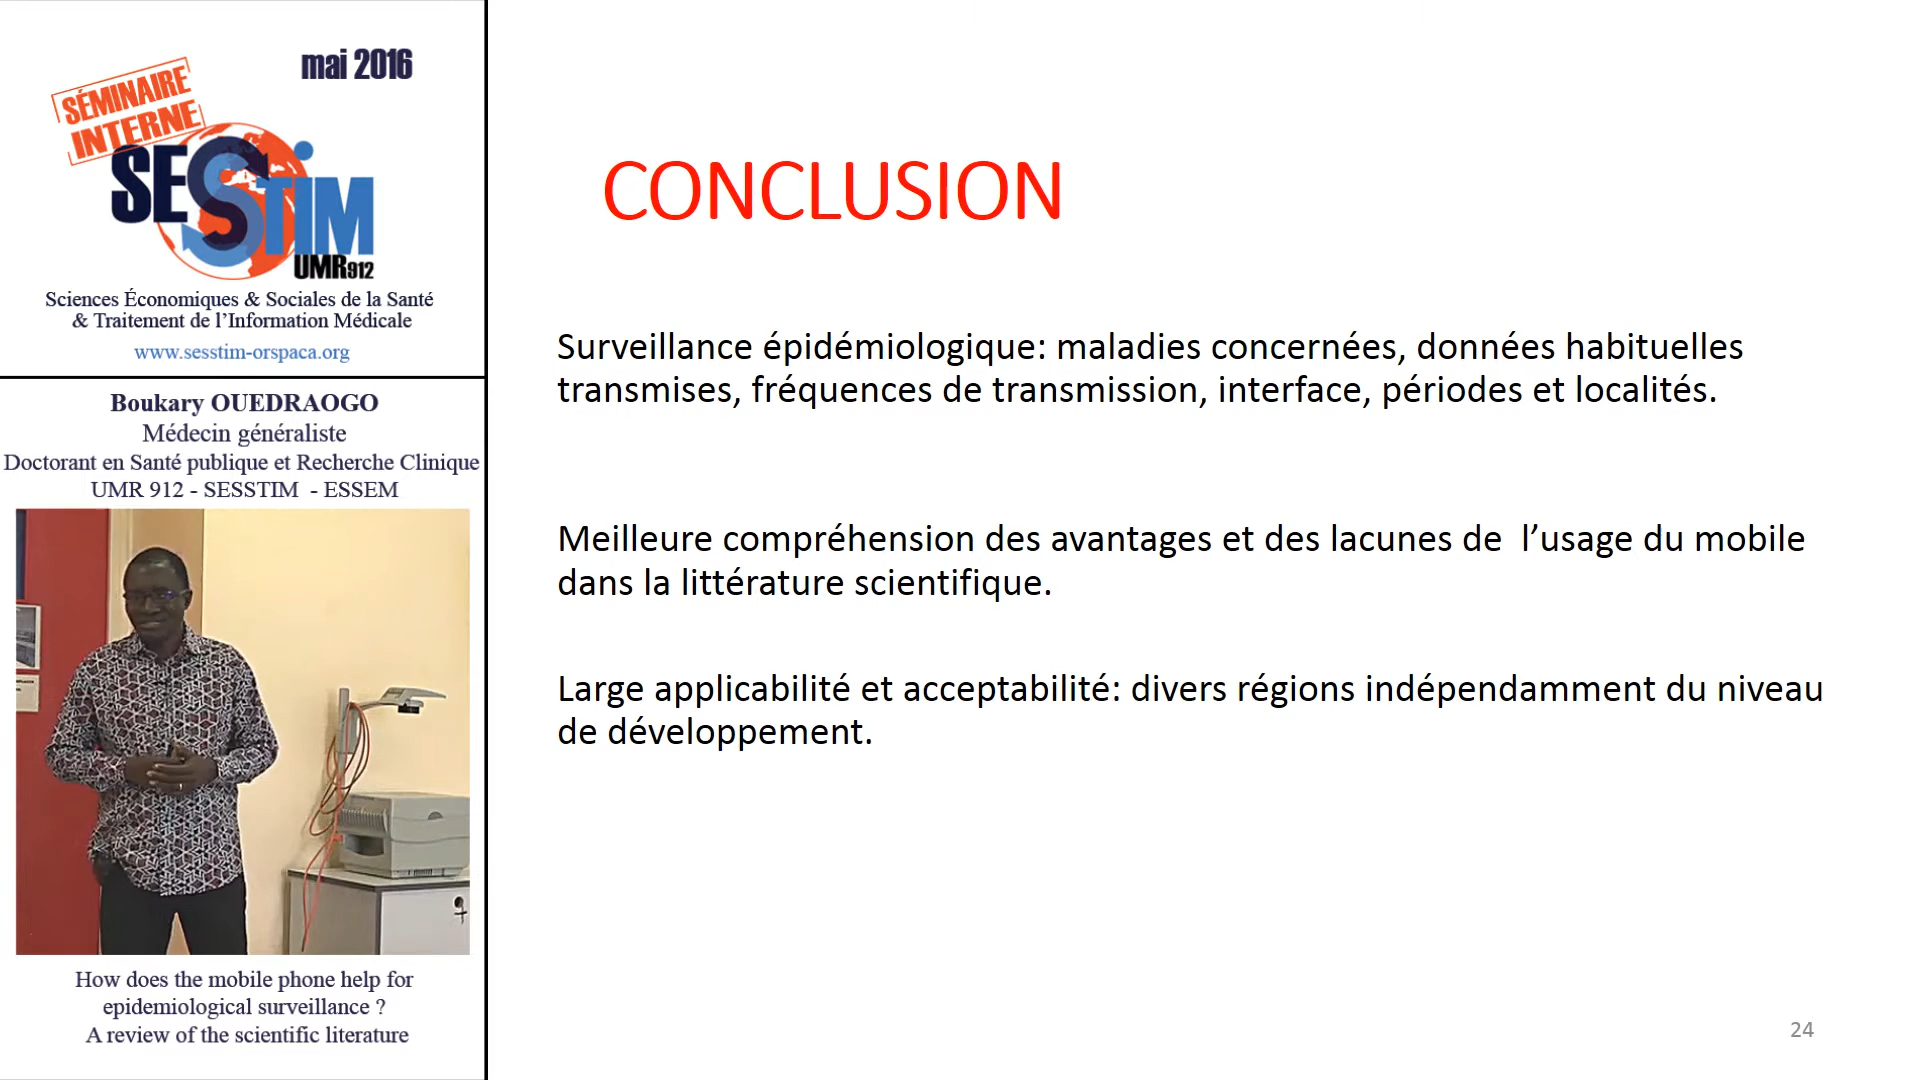 mai 2016
SÉMINAIRE
INTERNE
SESSTIM
UMR912
Sciences Économiques & Sociales de la Santé
& Traitement de l’Information Médicale
www.sesstim-orspaca.org
Boukary OUEDRAOGO
Médecin généraliste
Doctorant en Santé publique et Recherche Clinique
UMR 912 - SESSTIM - ESSEM
How does the mobile phone help for
epidemiological surveillance ?
A review of the scientific literature
CONCLUSION
Surveillance épidémiologique: maladies concernées, données habituelles
transmises, fréquences de transmission, interface, périodes et localités.
Meilleure compréhension des avantages et des lacunes de l’usage du mobile
dans la littérature scientifique.
Large applicabilité et acceptabilité: divers régions indépendamment du niveau
de développement.
24